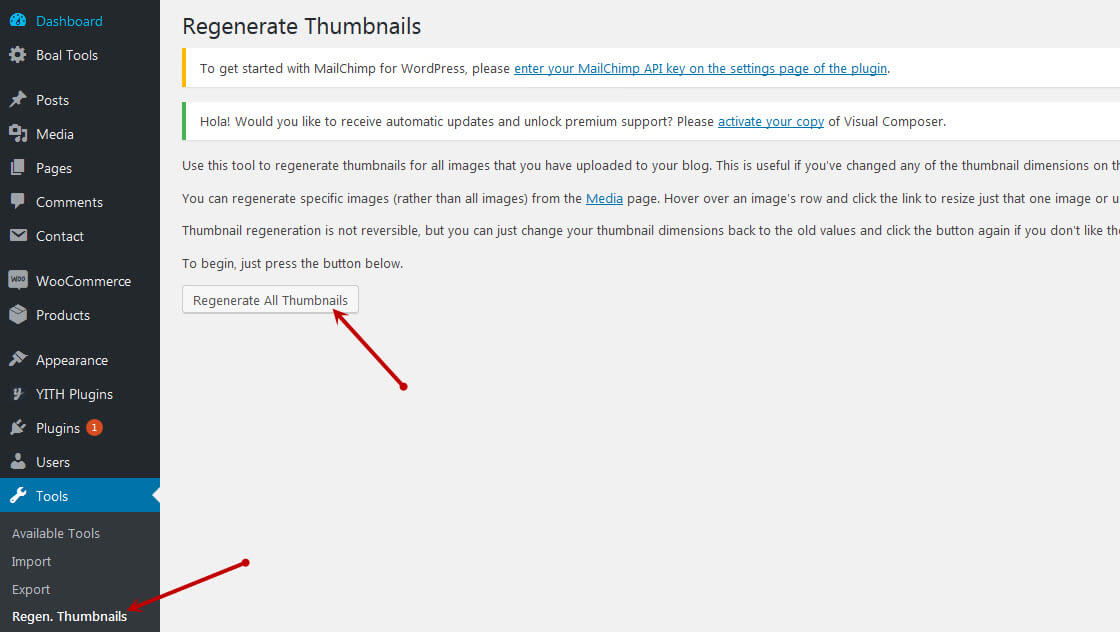 Dashboard
Boal Tools
Posts
Media
Pages
Comments
Contact
WOO
WooCommerce
Products
Appearance
YITH Plugins
Plugins 1
Users
Tools
Available Tools
Import
Export
Regen. Thumbnails
Regenerate Thumbnails
To get started with MailChimp for WordPress, please enter your MailChimp API key on the settings page of the plugin.
Hola! Would you like to receive automatic updates and unlock premium support? Please activate your copy of Visual Composer.
Use this tool to regenerate thumbnails for all images that you have uploaded to your blog. This is useful if you've changed any of the thumbnail dimensions on
You can regenerate specific images (rather than all images) from the Media page. Hover over an image's row and click the link to resize just that one image or
Thumbnail regeneration is not reversible, but you can just change your thumbnail dimensions back to the old values and click the button again if you don't like
To begin, just press the button below.
Regenerate All Thumbnails